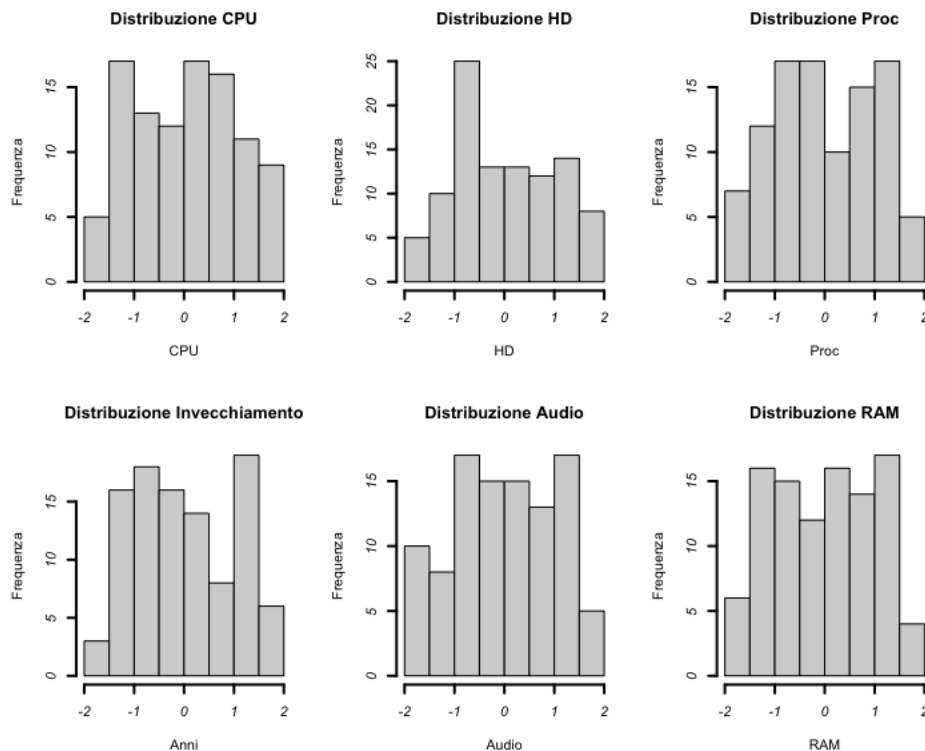 Distribuzione CPU
Frequenza
0 5 10 15
-2 -1 0 1 2
CPU
Distribuzione HD
Frequenza
0 5 10 15 20 25
-2 -1 0 1 2
HD
Distribuzione Proc
Frequenza
0 5 10 15
-2 -1 0 1 2
Proc
Distribuzione Invecchiamento
Frequenza
0 5 10 15
-2 -1 0 1 2
Anni
Distribuzione Audio
Frequenza
0 5 10 15
-2 -1 0 1 2
Audio
Distribuzione RAM
Frequenza
0 5 10 15
-2 -1 0 1 2
RAM